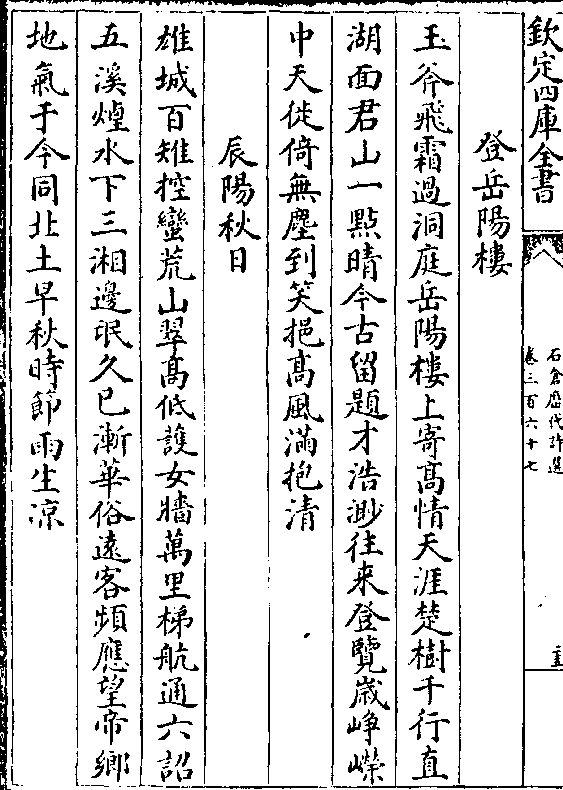 欽定四庫全書
石倉歷代詩選
卷三百六十七
登岳陽樓
玉斧飛霜過洞庭岳陽樓上寄高情天涯楚樹千行直
湖面君山一點晴今古留題才浩渺往来登覽歲崢嶸
中天徙倚無塵到笑挹高風滿抱清
辰陽秋日
雄城百雉控蠻荒山翠高低護女牆萬里梯航通六詔
五溪煙水下三湘邊氓久已漸華俗遠客頻應望帝鄉
地氣于今同北土早秋時節雨生凉